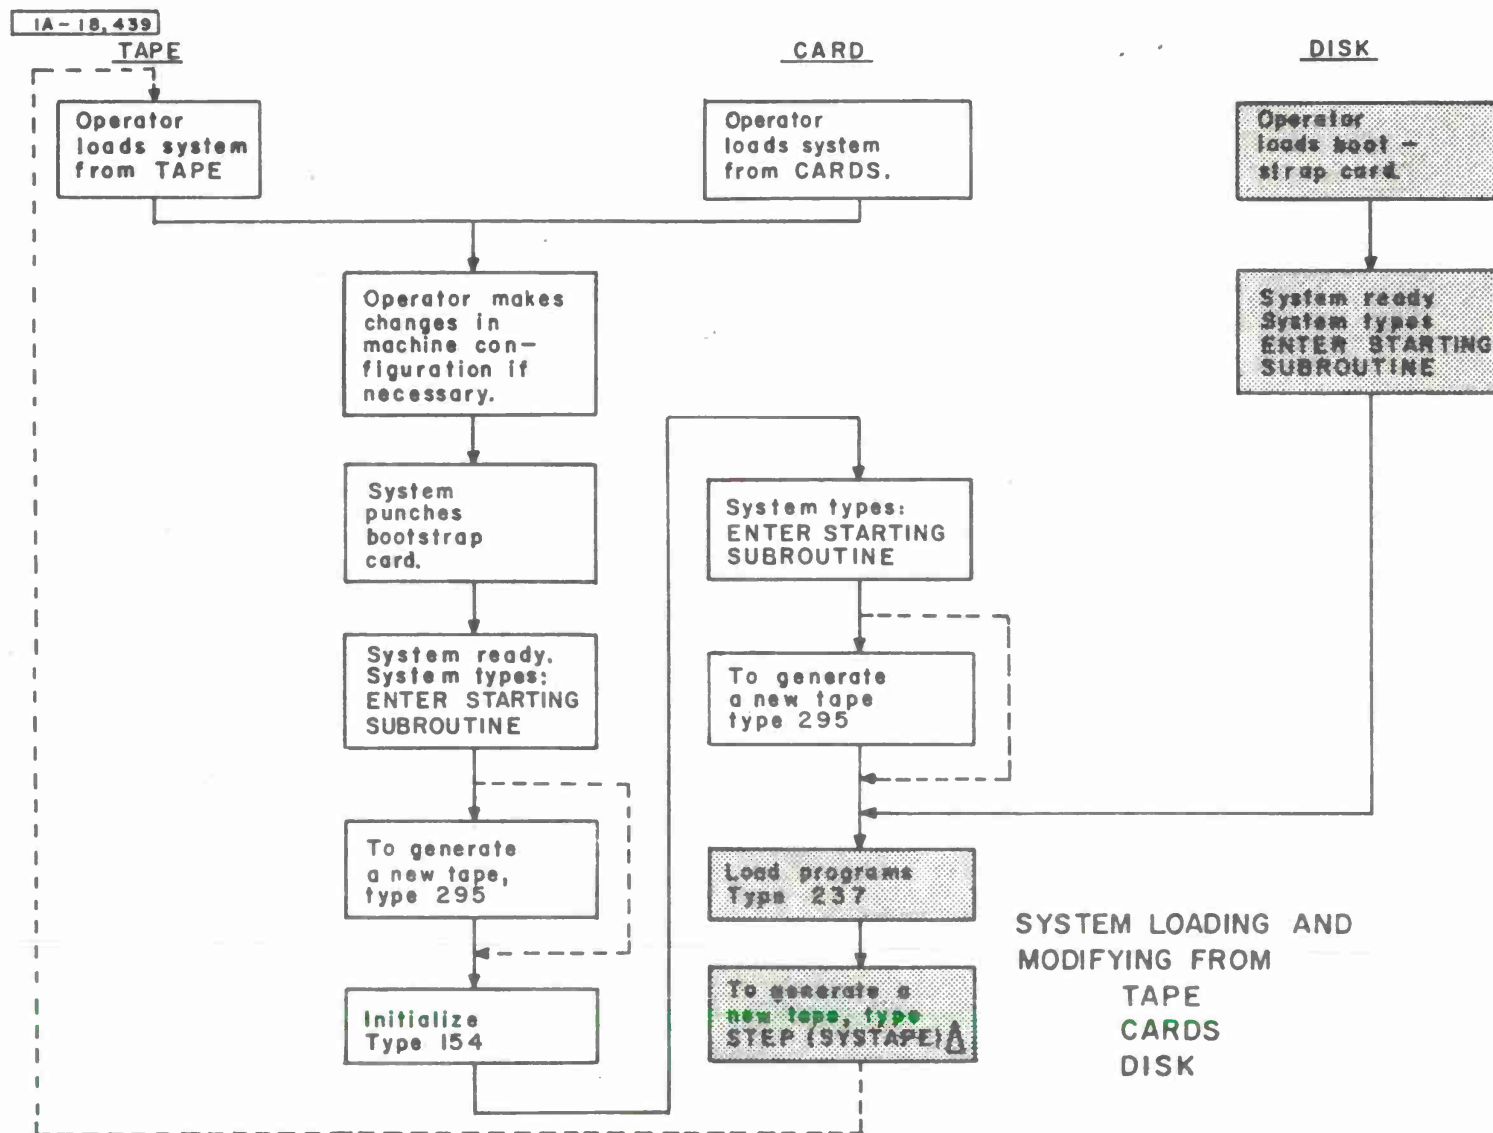 IA-18,439
TAPE
CARD
DISK
Operator
loads system
from TAPE
Operator
loads system
from CARDS.
Operator
loads boot-
strap card.
Operator makes
changes in
machine con-
figuration if
necessary.
System ready
System types
ENTER STARTING
SUBROUTINE
System
punches
bootstrap
card.
System types:
ENTER STARTING
SUBROUTINE
System ready.
System types:
ENTER STARTING
SUBROUTINE
To generate
a new tape
type 295
To generate
a new tape,
type 295
Load programs
Type 237
Initialize
Type 154
To generate a
new tape, type
STEP (SYSTAPE)Δ
SYSTEM LOADING AND
MODIFYING FROM
TAPE
CARDS
DISK